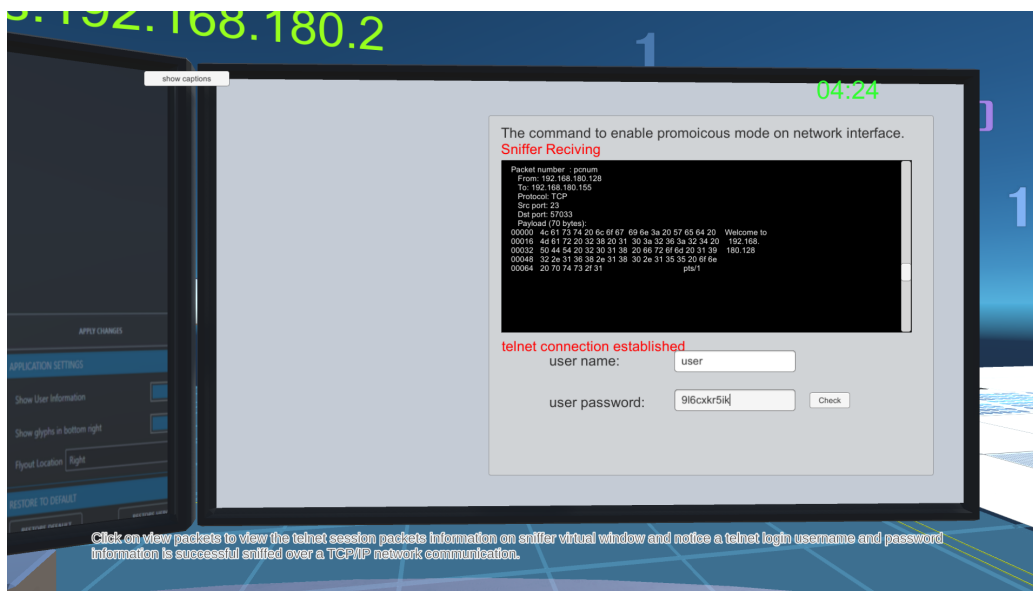 3.192.168.180.2
1
show captions
04:24
1
The command to enable promoicous mode on network interface.
Sniffer Reciving
Packet number : pcnum
From: 192.168.180.128
To: 192.168.180.155
Protocol: TCP
Src port: 23
Dst port: 57033
Payload (70 bytes):
00000 4c 61 73 74 20 6c 6f 67 69 6e 3a 20 57 65 64 20 Welcome to
00016 4d 61 72 20 32 38 20 31 30 3a 32 36 3a 32 34 20 192.168.
00032 50 44 54 20 32 30 31 38 20 66 72 6f 6d 20 31 39 180.128
00048 32 2e 31 36 38 2e 31 38 30 2e 31 35 35 20 6f 6e
00064 20 70 74 73 2f 31 pts/1
telnet connection established
user name: user
user password: 9l6cxkr5ik Check
APPLY CHANGES
APPLICATION SETTINGS
Show User Information
Show glyphs in bottom right
Flyout Location Right
RESTORE TO DEFAULT
RESTORE DEFAULT
Click on view packets to view the telnet session packets information on sniffer virtual window and notice a telnet login username and password
information is successful sniffed over a TCP/IP network communication.